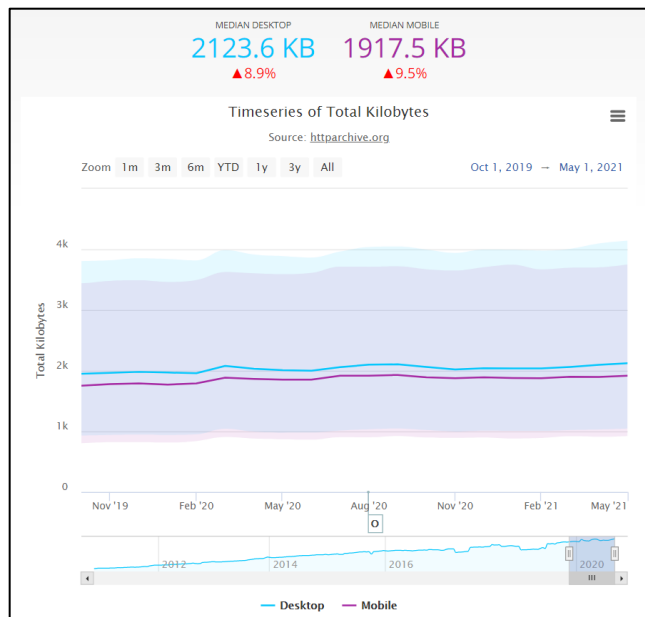 MEDIAN DESKTOP MEDIAN MOBILE
2123.6 KB 1917.5 KB
▲8.9% ▲9.5%
Timeseries of Total Kilobytes
Source: httparchive.org
Zoom 1m 3m 6m YTD 1y 3y All Oct 1, 2019 → May 1, 2021
Total Kilobytes
4k
3k
2k
1k
0
Nov '19 Feb '20 May '20 Aug '20 Nov '20 Feb '21 May '21
O
2012 2014 2016 2020
Desktop Mobile